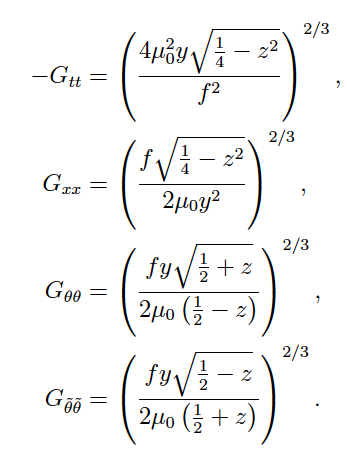 −G_{tt} = \left( \frac{4\mu_0^2 y \sqrt{\frac{1}{4} − z^2}}{f^2} \right)^{2/3} ,
G_{xx} = \left( \frac{f \sqrt{\frac{1}{4} − z^2}}{2\mu_0 y^2} \right)^{2/3} ,
G_{\theta\theta} = \left( \frac{f y \sqrt{\frac{1}{2} + z}}{2\mu_0 \left( \frac{1}{2} − z \right)} \right)^{2/3} ,
G_{\tilde{\theta}\tilde{\theta}} = \left( \frac{f y \sqrt{\frac{1}{2} − z}}{2\mu_0 \left( \frac{1}{2} + z \right)} \right)^{2/3} .